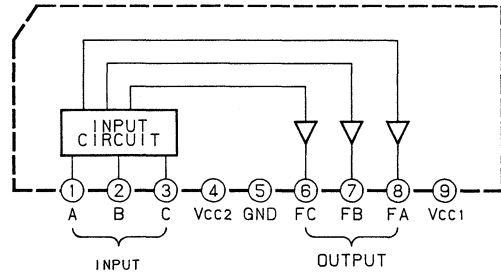 INPUT
CIRCUIT
1 2 3 4 5 6 7 8 9
A B C VCC2 GND FC FB FA VCC1
INPUT OUTPUT